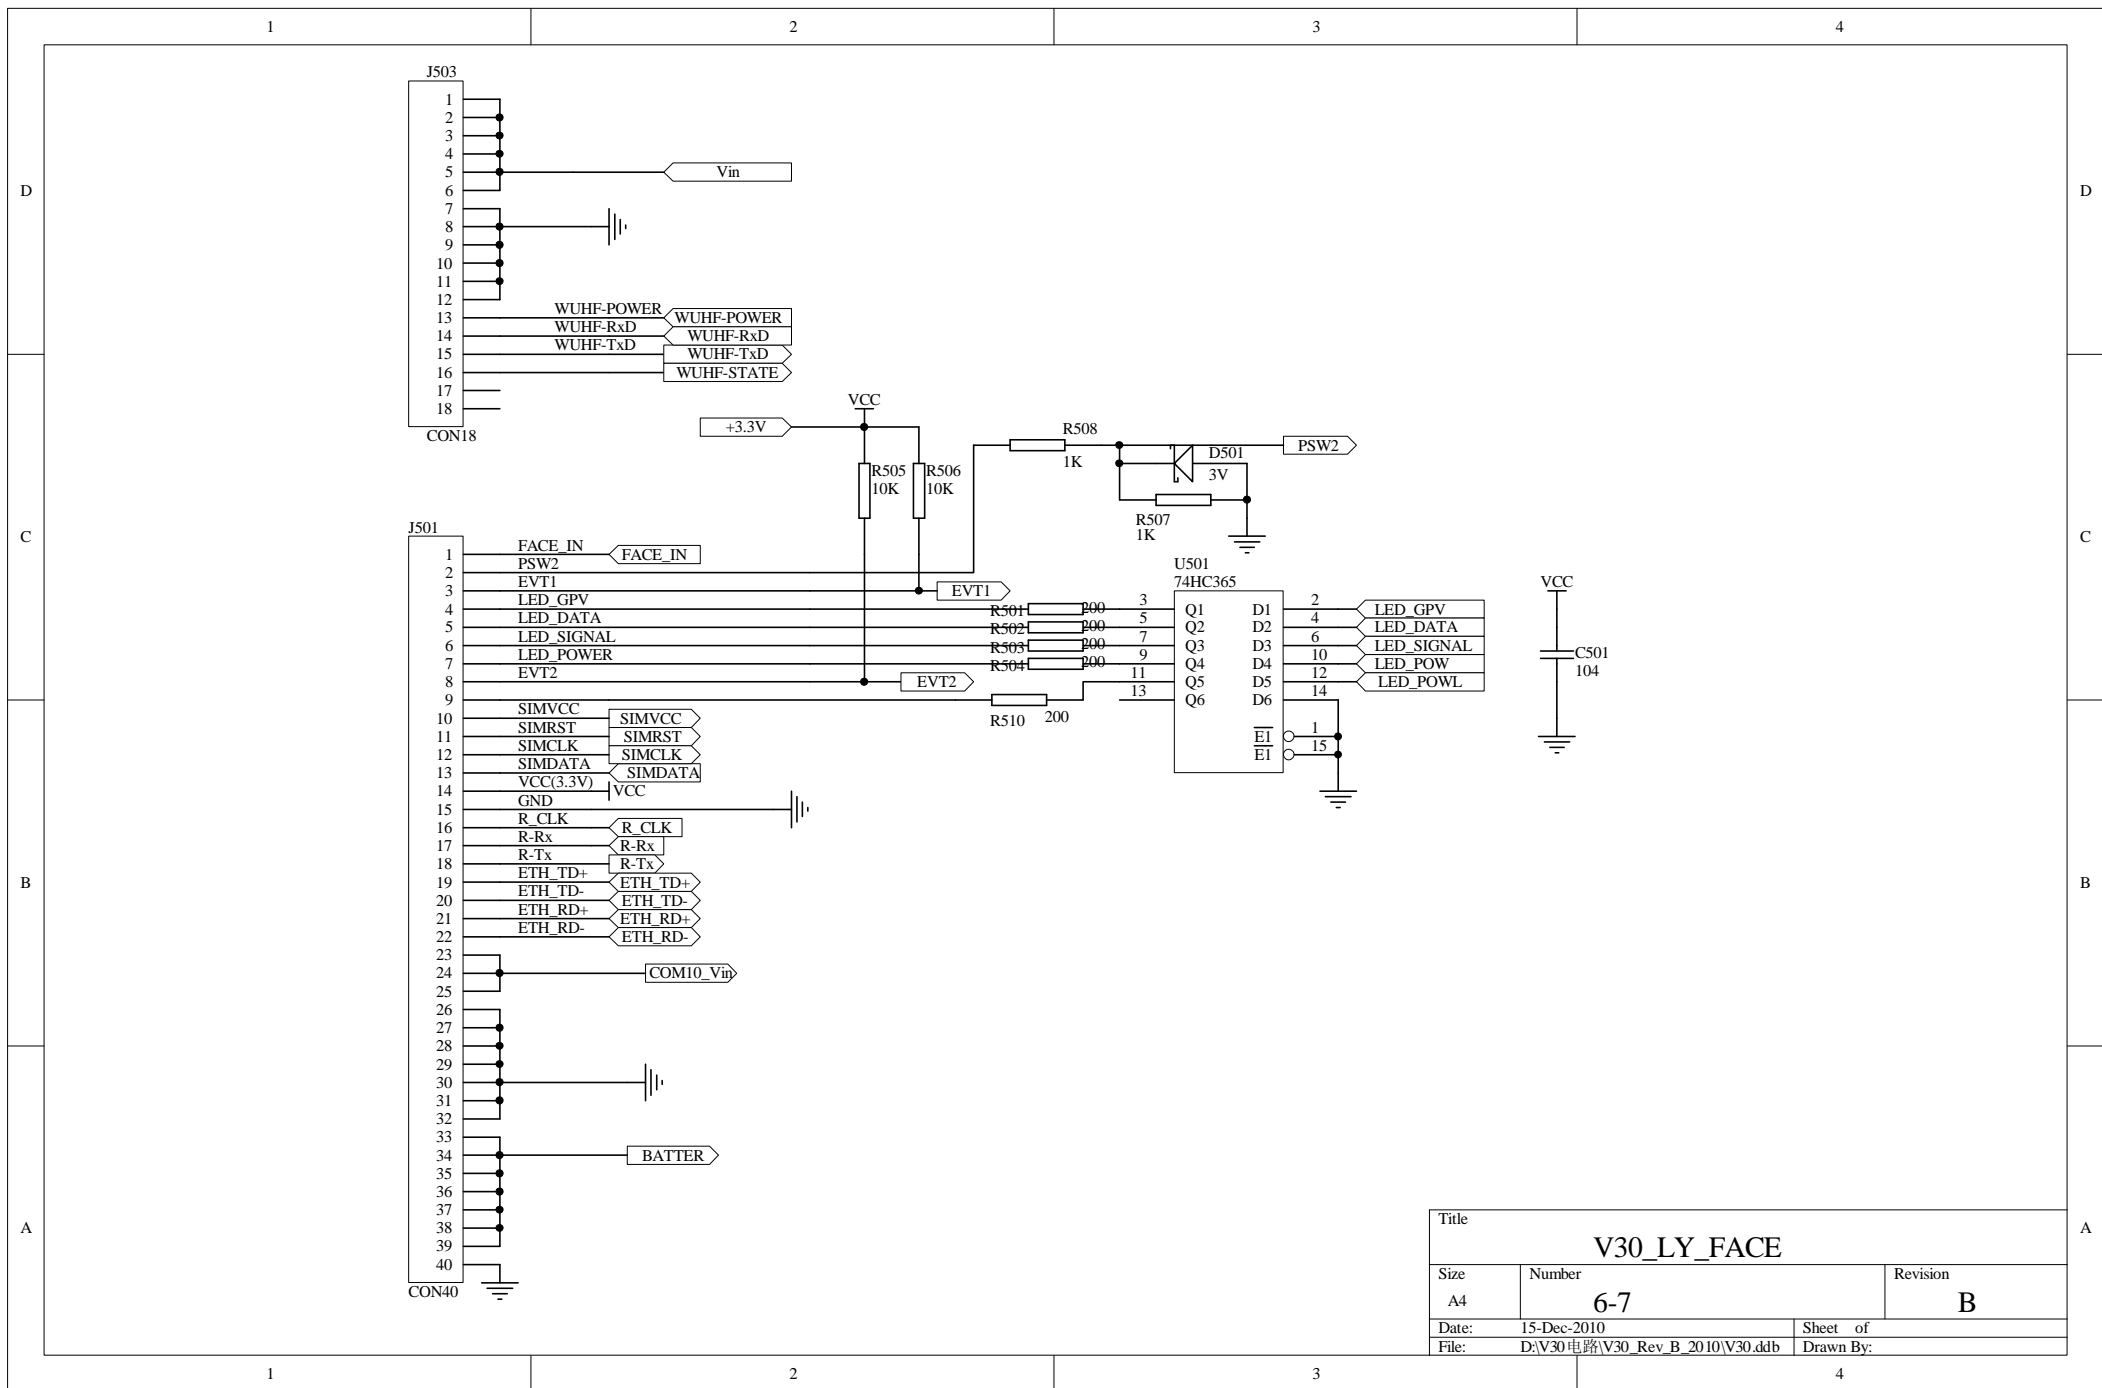 1 2 3 4
J503
1
2
3
4
5 Vin
6
D D
7
8
9
10
11
12
13 WUHF-POWER WUHF-POWER
14 WUHF-RxD WUHF-RxD
15 WUHF-TxD WUHF-TxD
16 WUHF-STATE
17
18
CON18
VCC
+3.3V
R505
10K
R506
10K
R508
1K
D501
3V
PSW2
R507
1K
C C
J501
1 FACE_IN FACE_IN
2 PSW2
3 EVT1 EVT1
4 LED_GPV R501 200
5 LED_DATA R502 200
6 LED_SIGNAL R503 200
7 LED_POWER R504 200
8 EVT2 EVT2
9 R510 200
10 SIMVCC SIMVCC
11 SIMRST SIMRST
12 SIMCLK SIMCLK
13 SIMDATA SIMDATA
14 VCC(3.3V) VCC
15 GND
16 R_CLK R_CLK
17 R-Rx R-Rx
18 R-Tx R-Tx
19 ETH_TD+ ETH_TD+
20 ETH_TD- ETH_TD-
21 ETH_RD+ ETH_RD+
22 ETH_RD- ETH_RD-
23
24 COM10_Vin
25
26
27
28
29
30
31
32
33
34 BATTER
35
36
37
38
39
40
CON40
U501
74HC365
3 Q1 D1 2 LED_GPV
5 Q2 D2 4 LED_DATA
7 Q3 D3 6 LED_SIGNAL
9 Q4 D4 10 LED_POW
11 Q5 D5 12 LED_POWL
13 Q6 D6 14
E1 1
E1 15
VCC
C501
104
B B
A A
Title
V30_LY_FACE
Size Number Revision
A4 6-7 B
Date: 15-Dec-2010 Sheet of
File: D:\V30电路\V30_Rev_B_2010\V30.ddb Drawn By:
1 2 3 4